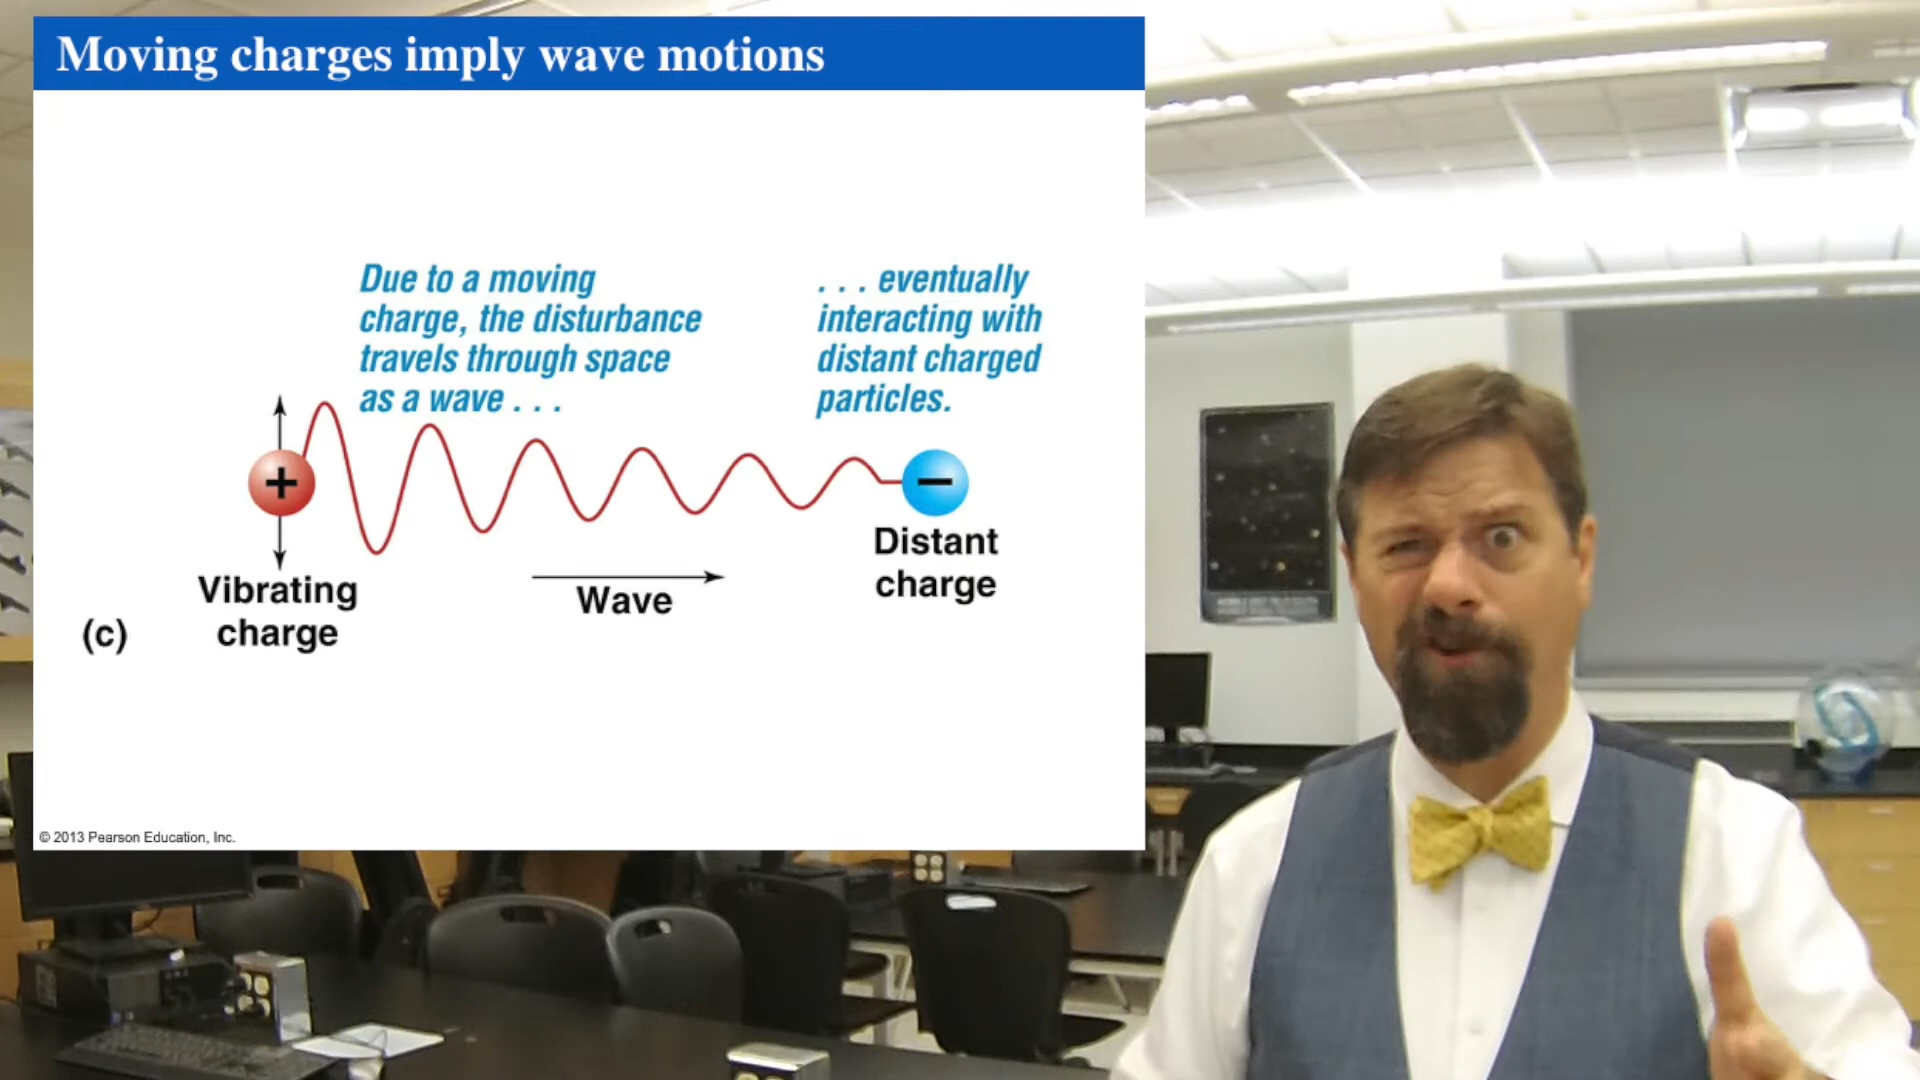 Moving charges imply wave motions
Due to a moving
charge, the disturbance
travels through space
as a wave . . .
. . . eventually
interacting with
distant charged
particles.
+
−
Distant
charge
Vibrating
charge
Wave
(c)
© 2013 Pearson Education, Inc.